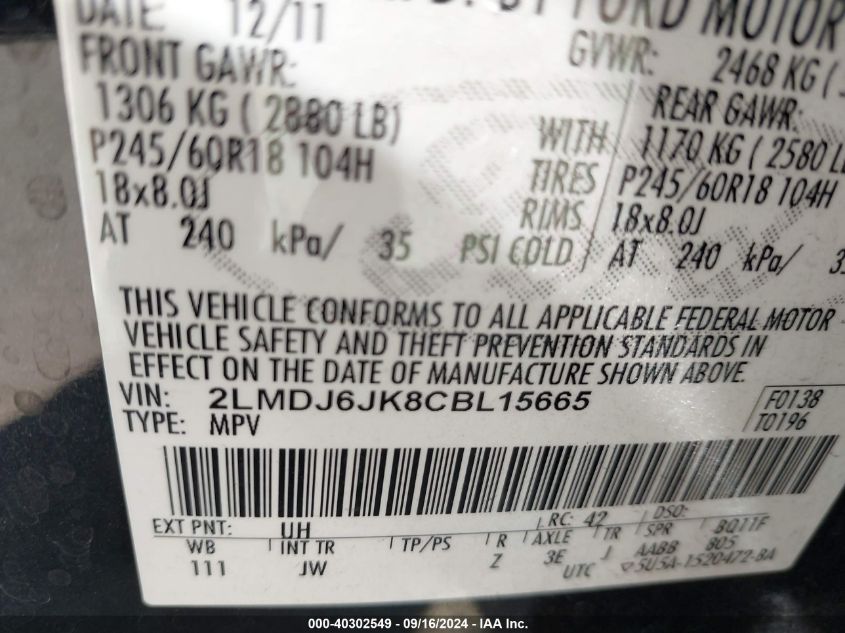 DATE: 12/11
FORD MOTOR
FRONT GAWR: GVWR: 2468 KG (
1306 KG ( 2880 LB) REAR GAWR:
P245/60R18 104H WITH 1170 KG ( 2580 L
18x8.0J TIRES P245/60R18 104H
RIMS 18x8.0J
AT 240 kPa/ 35 PSI COLD AT 240 kPa/ 35
THIS VEHICLE CONFORMS TO ALL APPLICABLE FEDERAL MOTOR
VEHICLE SAFETY AND THEFT PREVENTION STANDARDS IN
EFFECT ON THE DATE OF MANUFACTURE SHOWN ABOVE.
VIN: 2LMDJ6JK8CBL15665 F0138
TYPE: MPV T0196
EXT PNT: UH RC: 42 DSO:
WB INT TR TP/PS R AXLE TR SPR BQ11F
111 JW Z 3E J AABB 805
UTC 5U5A-1520472-BA
000-40302549 - 09/16/2024 - IAA Inc.